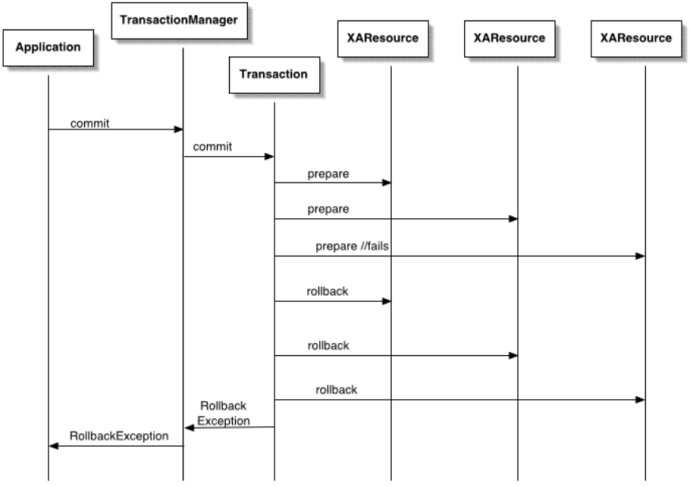 TransactionManager
Application
XAResource
XAResource
XAResource
Transaction
commit
commit
prepare
prepare
prepare //fails
rollback
rollback
rollback
Rollback
Exception
RollbackException